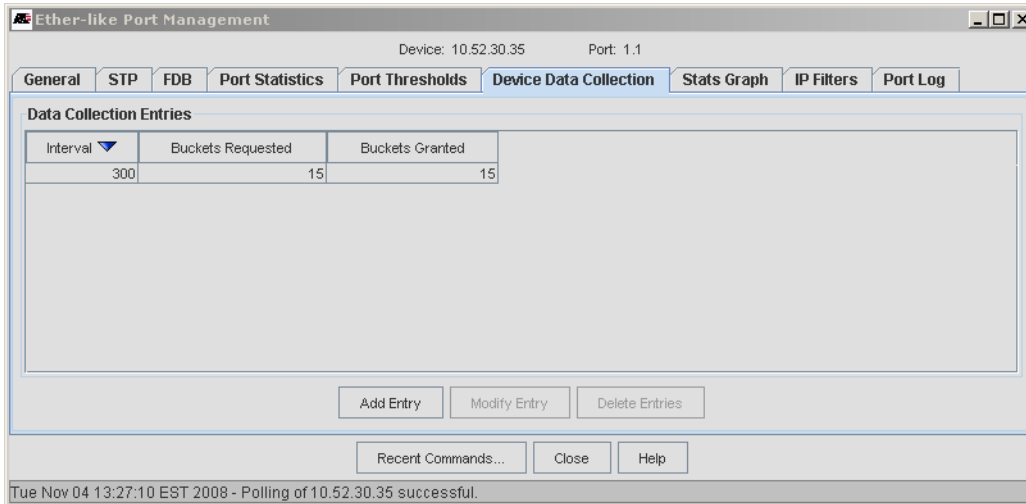 Ether-like Port Management
Device: 10.52.30.35 Port: 1.1
General STP FDB Port Statistics Port Thresholds Device Data Collection Stats Graph IP Filters Port Log
Data Collection Entries
Interval Buckets Requested Buckets Granted
300 15 15
Add Entry Modify Entry Delete Entries
Recent Commands... Close Help
Tue Nov 04 13:27:10 EST 2008 - Polling of 10.52.30.35 successful.